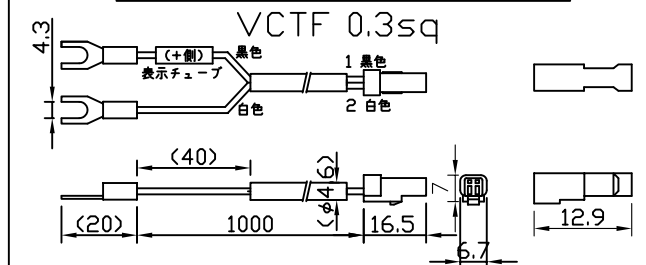 VCTF 0.3sq
4.3
(+側)
黒色
表示チューブ
白色
1 黒色
2 白色
(40)
(φ4.6)
7
(20)
1000
16.5
6.7
12.9